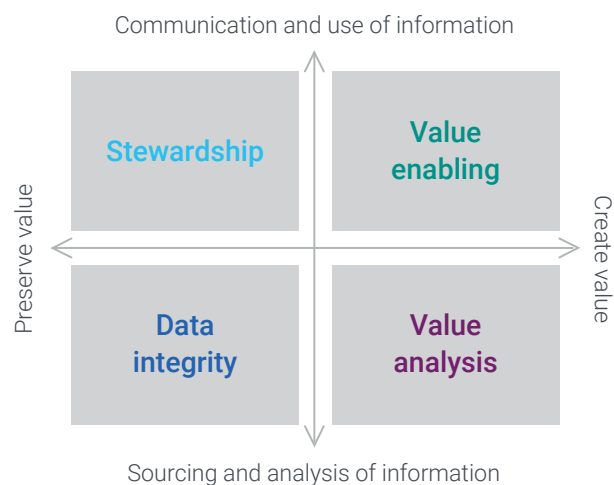 Communication and use of information
Stewardship
Value
enabling
Preserve value
Create value
Data
integrity
Value
analysis
Sourcing and analysis of information